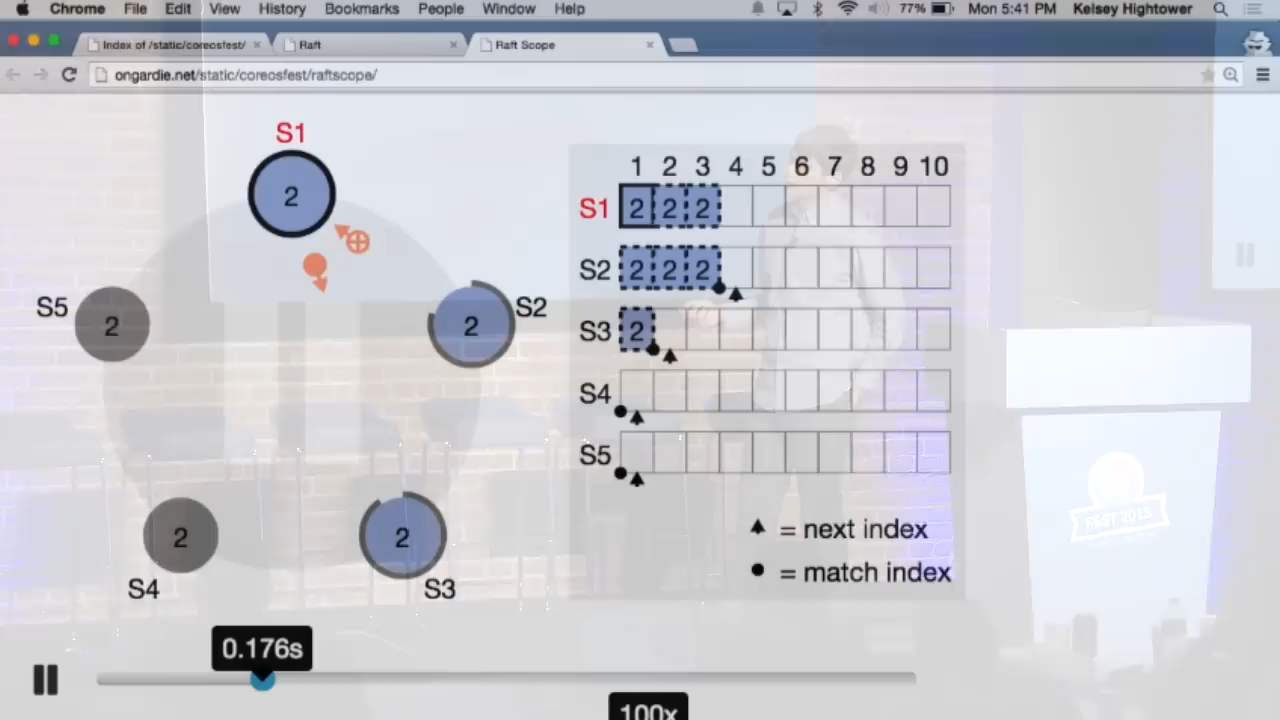 Chrome File Edit View History Bookmarks People Window Help 77% Mon 5:41 PM Kelsey Hightower
Index of /static/coreosfest/ Raft Raft Scope
ongardie.net/static/coreosfest/raftscope/
S1
2
S2
2
S5
2
S4
2
S3
2
1 2 3 4 5 6 7 8 9 10
S1 2 2 2
S2 2 2 2
S3 2
S4
S5
= next index
= match index
FEST 2015
0.176s
100x